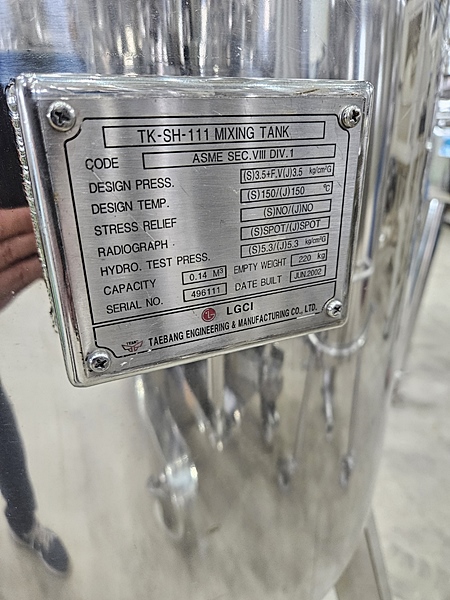 TK-SH-111 MIXING TANK
CODE ASME SEC.VIII DIV.1
DESIGN PRESS. (S)3.5+F.V/(J)3.5 kg/cm²G
DESIGN TEMP. (S)150/(J)150 ℃
STRESS RELIEF (S)NO/(J)NO
RADIOGRAPH (S)SPOT/(J)SPOT
HYDRO. TEST PRESS. (S)5.3/(J)5.3 kg/cm²G
CAPACITY 0.14 M³ EMPTY WEIGHT 220 kg
SERIAL NO. 496111 DATE BUILT JUN.2002
LGCI
TAEBANG ENGINEERING & MANUFACTURING CO., LTD.